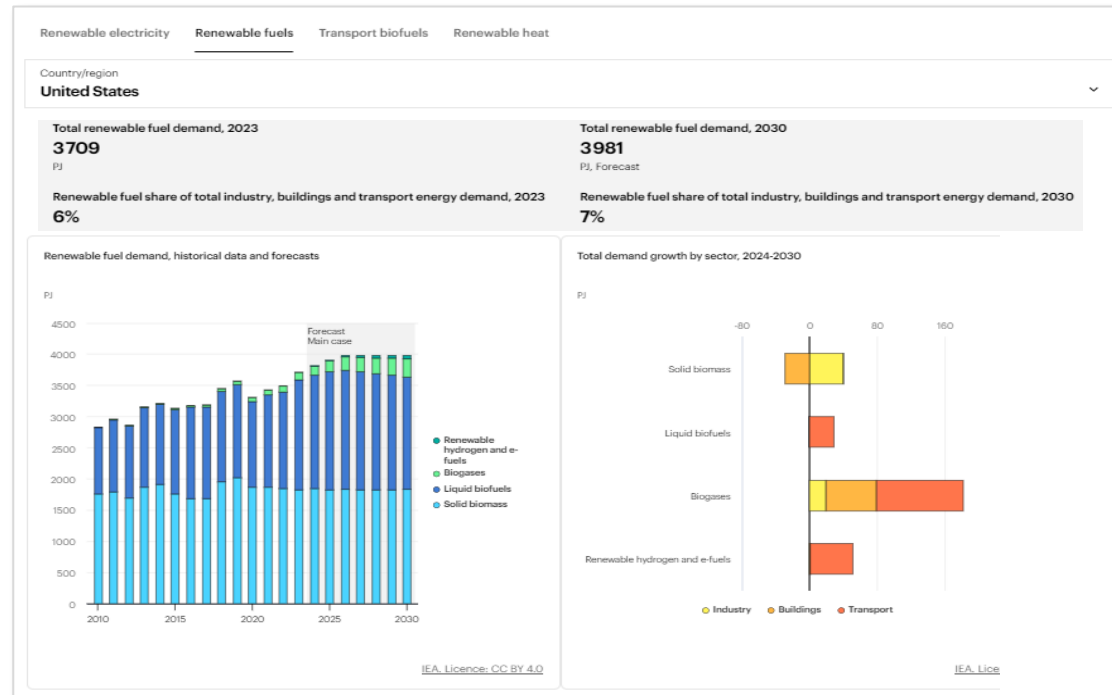 Renewable electricity Renewable fuels Transport biofuels Renewable heat
Country/region
United States
Total renewable fuel demand, 2023
3709
PJ
Renewable fuel share of total industry, buildings and transport energy demand, 2023
6%
Total renewable fuel demand, 2030
3981
PJ, Forecast
Renewable fuel share of total industry, buildings and transport energy demand, 2030
7%
Renewable fuel demand, historical data and forecasts
PJ
4500
4000
3500
3000
2500
2000
1500
1000
500
0
Forecast
Main case
2010 2015 2020 2025 2030
Renewable
hydrogen and e-
fuels
Biogases
Liquid biofuels
Solid biomass
IEA. Licence: CC BY 4.0
Total demand growth by sector, 2024-2030
PJ
-80 0 80 160
Solid biomass
Liquid biofuels
Biogases
Renewable hydrogen and e-fuels
Industry Buildings Transport
IEA. Lice